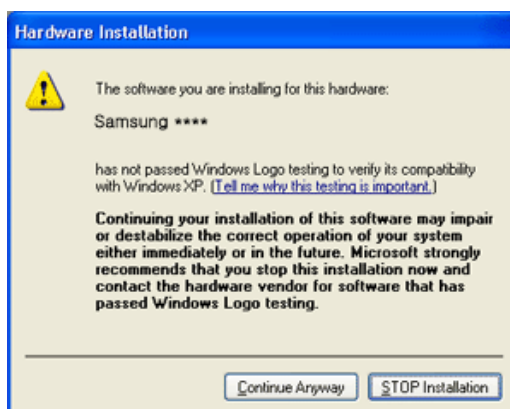 Hardware Installation
The software you are installing for this hardware:
Samsung ****
has not passed Windows Logo testing to verify its compatibility
with Windows XP. (Tell me why this testing is important.)
Continuing your installation of this software may impair
or destabilize the correct operation of your system
either immediately or in the future. Microsoft strongly
recommends that you stop this installation now and
contact the hardware vendor for software that has
passed Windows Logo testing.
Continue Anyway
STOP Installation